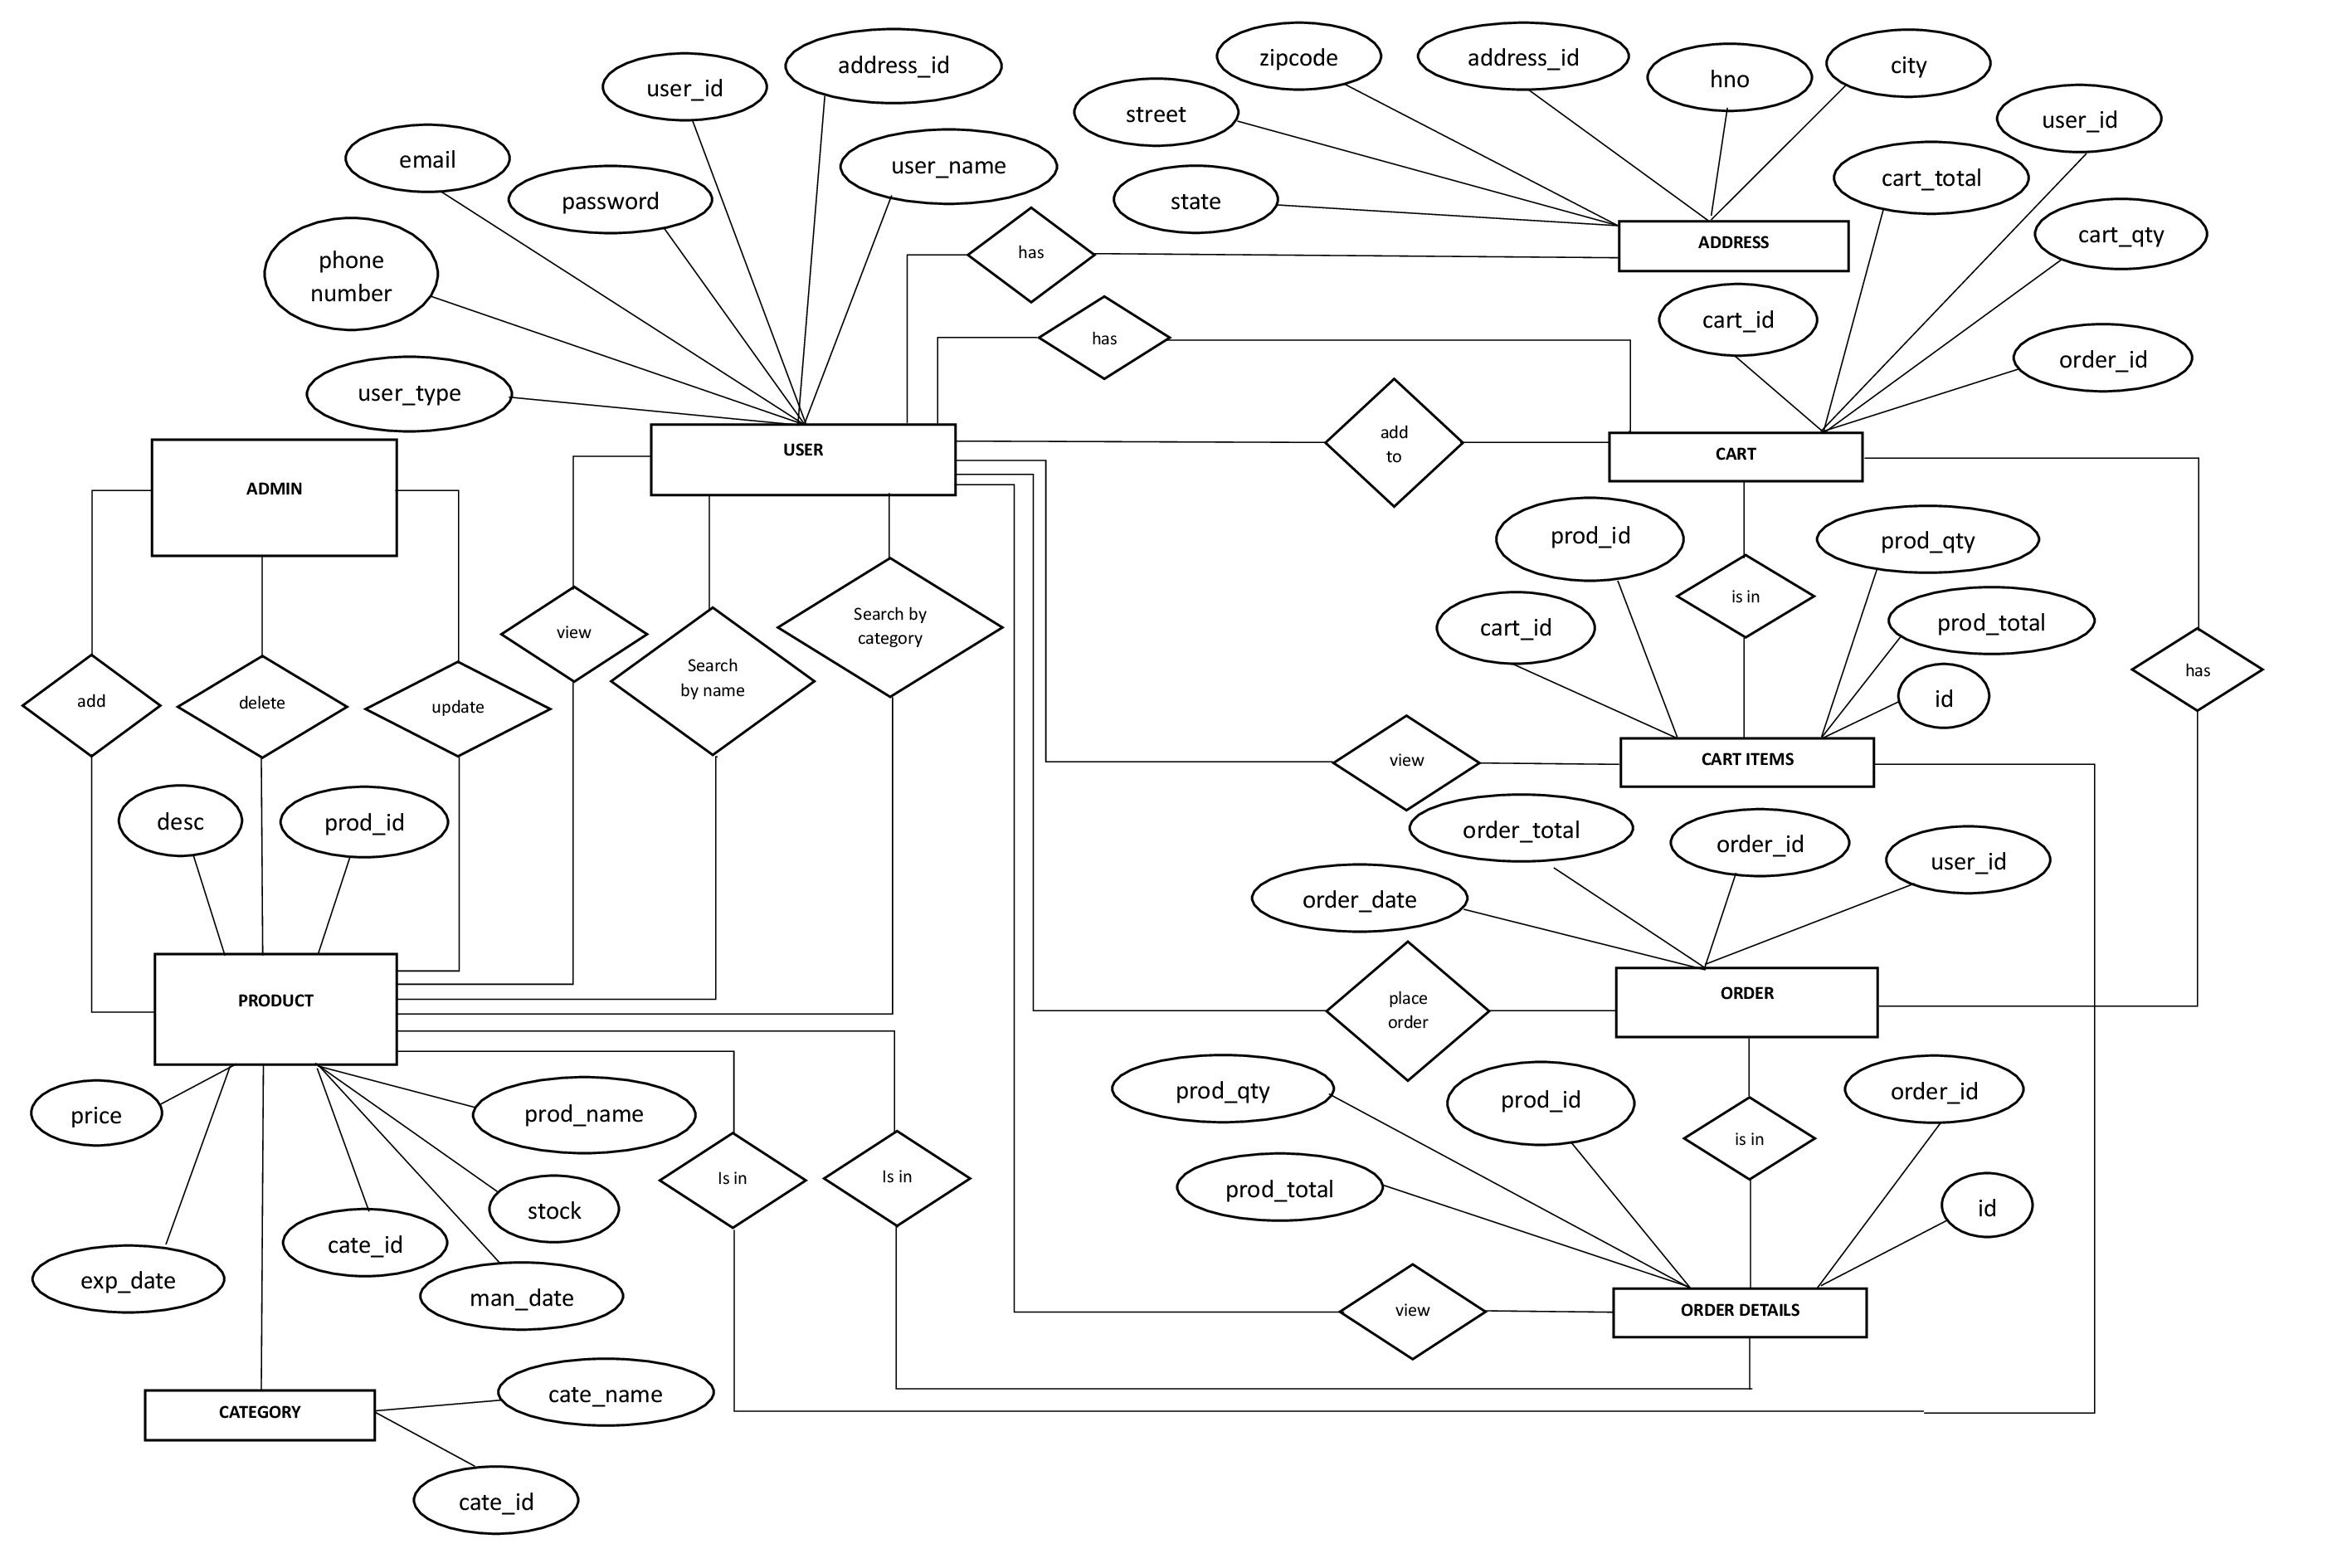 address_id
zipcode
address_id
hno
city
user_id
street
user_id
email
user_name
cart_total
password
state
cart_qty
ADDRESS
phone
number
has
cart_id
has
order_id
user_type
USER
add
to
CART
ADMIN
prod_id
prod_qty
is in
Search by
category
view
cart_id
prod_total
Search
by name
has
add
delete
update
id
view
CART ITEMS
desc
prod_id
order_total
order_id
user_id
order_date
PRODUCT
place
order
ORDER
price
prod_name
prod_qty
prod_id
order_id
is in
Is in
Is in
prod_total
stock
id
cate_id
exp_date
man_date
view
ORDER DETAILS
cate_name
CATEGORY
cate_id